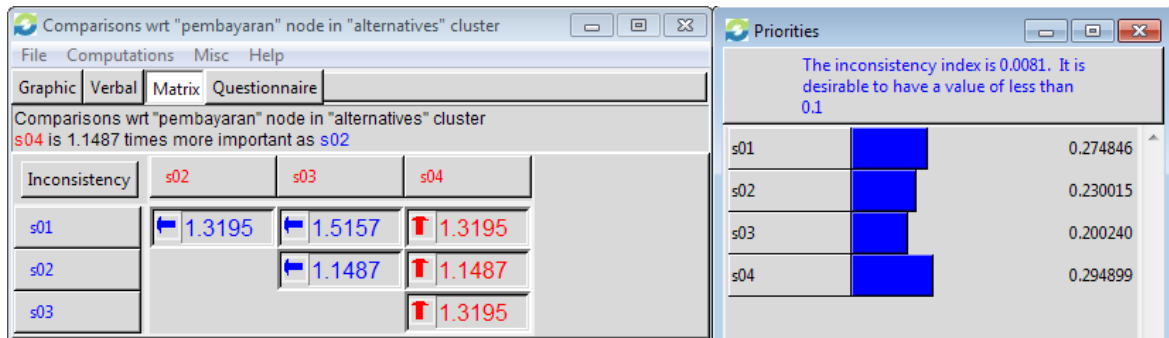 Comparisons wrt "pembayaran" node in "alternatives" cluster
File Computations Misc Help
Graphic Verbal Matrix Questionnaire
Comparisons wrt "pembayaran" node in "alternatives" cluster
s04 is 1.1487 times more important as s02
Inconsistency s02 s03 s04
s01 1.3195 1.5157 1.3195
s02 1.1487 1.1487
s03 1.3195
Priorities
The inconsistency index is 0.0081. It is
desirable to have a value of less than
0.1
s01 0.274846
s02 0.230015
s03 0.200240
s04 0.294899